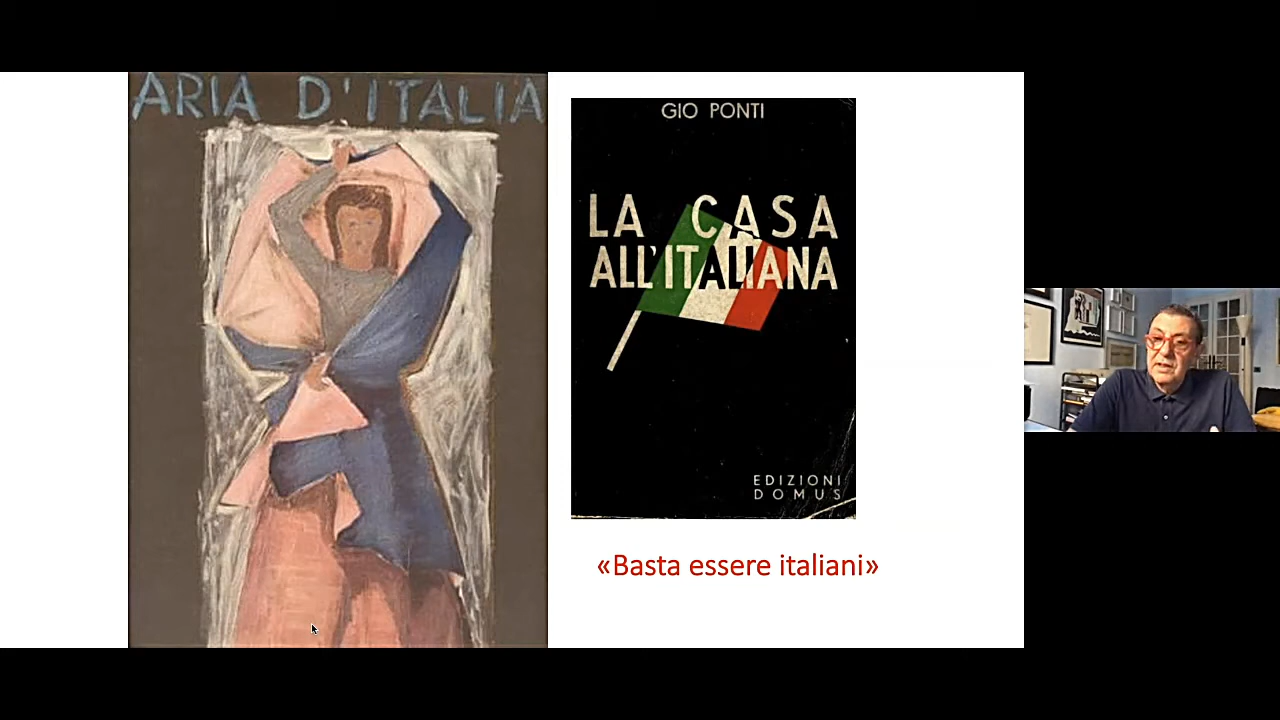 ARIA D'ITALIA
GIO PONTI
LA CASA
ALL'ITALIANA
EDIZIONI
DOMUS
«Basta essere italiani»